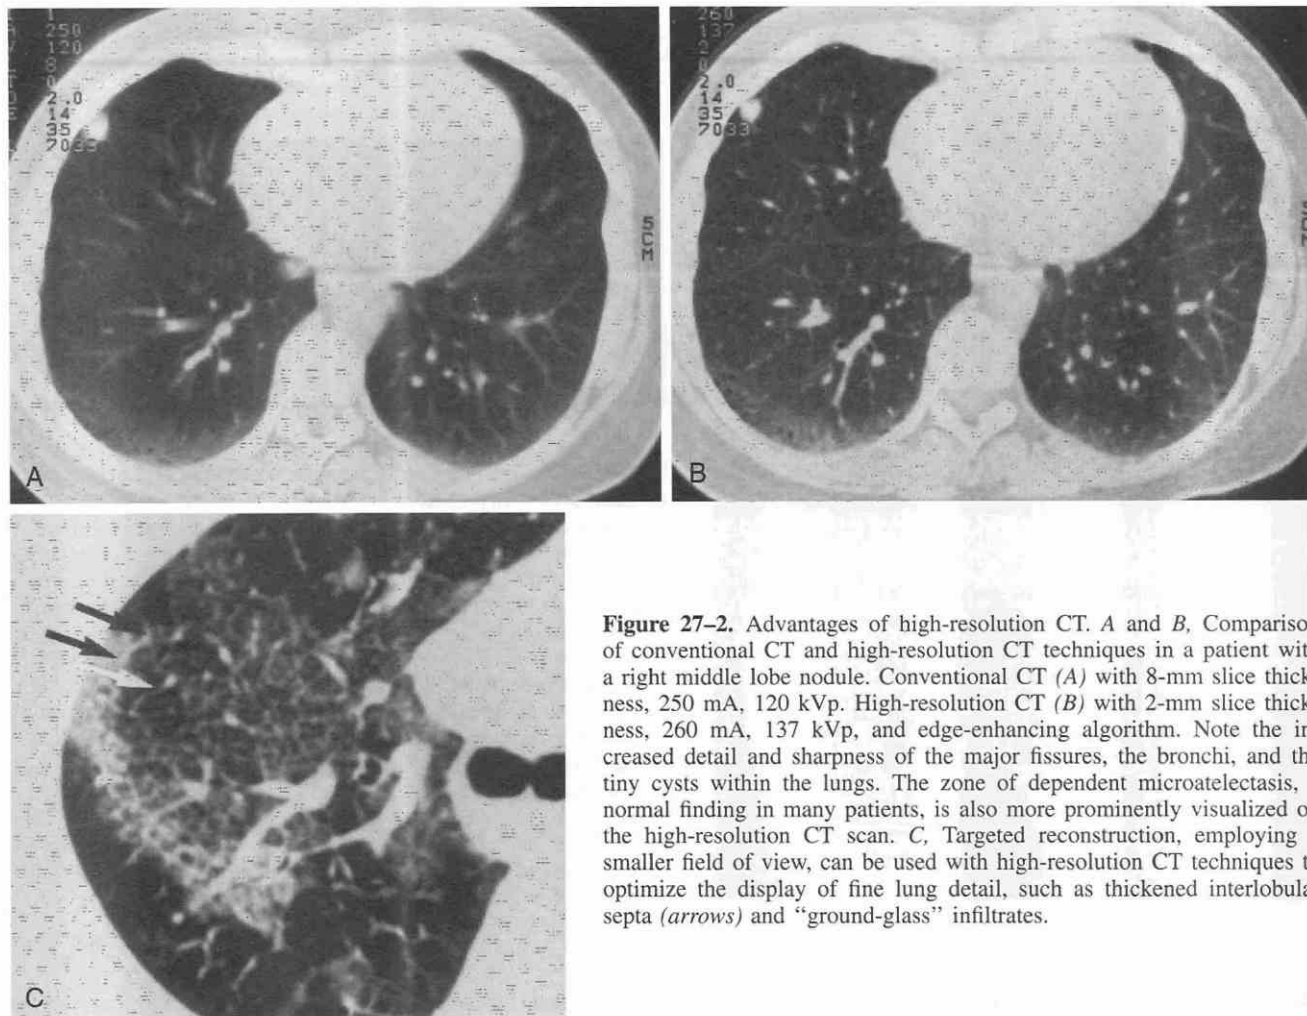 1
250
120
8
0
2.0
14
35
7033
5CM
A
260
137
2
0
2.0
14
35
7033
B
C
Figure 27–2. Advantages of high-resolution CT. A and B, Compariso
of conventional CT and high-resolution CT techniques in a patient wit
a right middle lobe nodule. Conventional CT (A) with 8-mm slice thick
ness, 250 mA, 120 kVp. High-resolution CT (B) with 2-mm slice thick
ness, 260 mA, 137 kVp, and edge-enhancing algorithm. Note the in
creased detail and sharpness of the major fissures, the bronchi, and th
tiny cysts within the lungs. The zone of dependent microatelectasis,
normal finding in many patients, is also more prominently visualized o
the high-resolution CT scan. C, Targeted reconstruction, employing
smaller field of view, can be used with high-resolution CT techniques t
optimize the display of fine lung detail, such as thickened interlobula
septa (arrows) and “ground-glass” infiltrates.